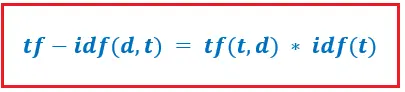 tf − idf(d, t) = tf(t, d) * idf(t)